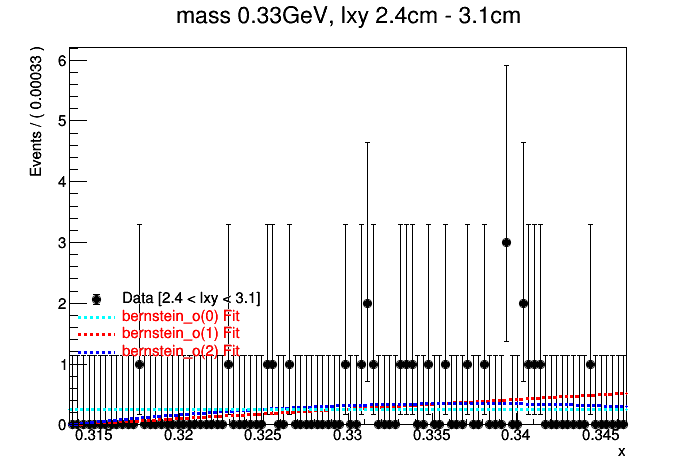 mass 0.33GeV, lxy 2.4cm - 3.1cm
Events / ( 0.00033 )
6
5
4
3
2
1
0
Data [2.4 < lxy < 3.1]
bernstein_o(0) Fit
bernstein_o(1) Fit
bernstein_o(2) Fit
0.315 0.32 0.325 0.33 0.335 0.34 0.345
x